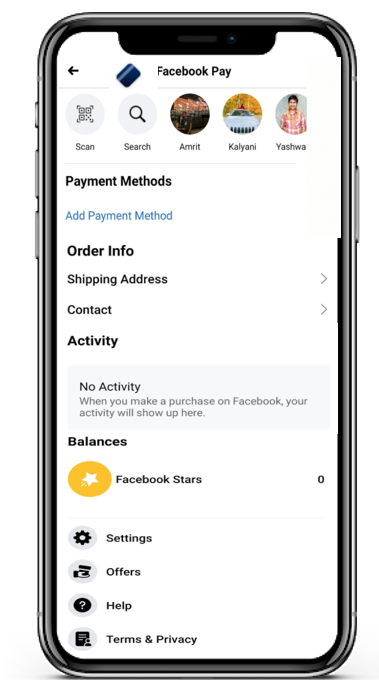 Facebook Pay
Scan
Search
Amrit
Kalyani
Yashwa
Payment Methods
Add Payment Method
Order Info
Shipping Address
Contact
Activity
No Activity
When you make a purchase on Facebook, your
activity will show up here.
Balances
Facebook Stars 0
Settings
Offers
Help
Terms & Privacy